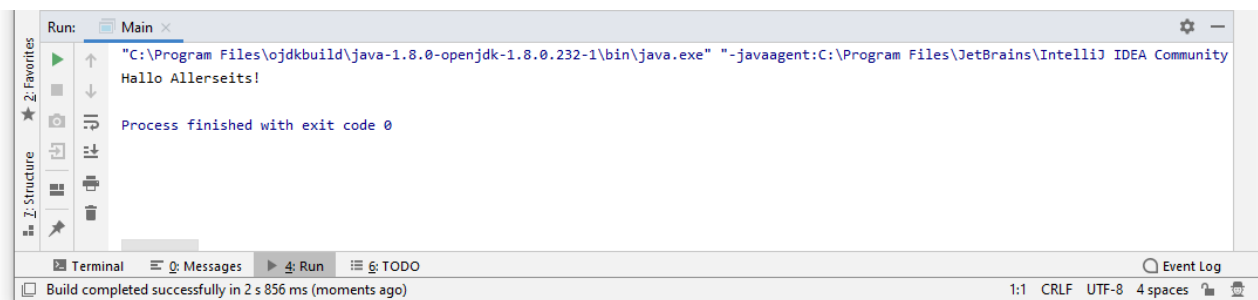 Run: Main
"C:\Program Files\ojdkbuild\java-1.8.0-openjdk-1.8.0.232-1\bin\java.exe" "-javaagent:C:\Program Files\JetBrains\IntelliJ IDEA Community
Hallo Allerseits!
Process finished with exit code 0
2: Favorites
7: Structure
Terminal 0: Messages 4: Run 6: TODO Event Log
Build completed successfully in 2 s 856 ms (moments ago) 1:1 CRLF UTF-8 4 spaces